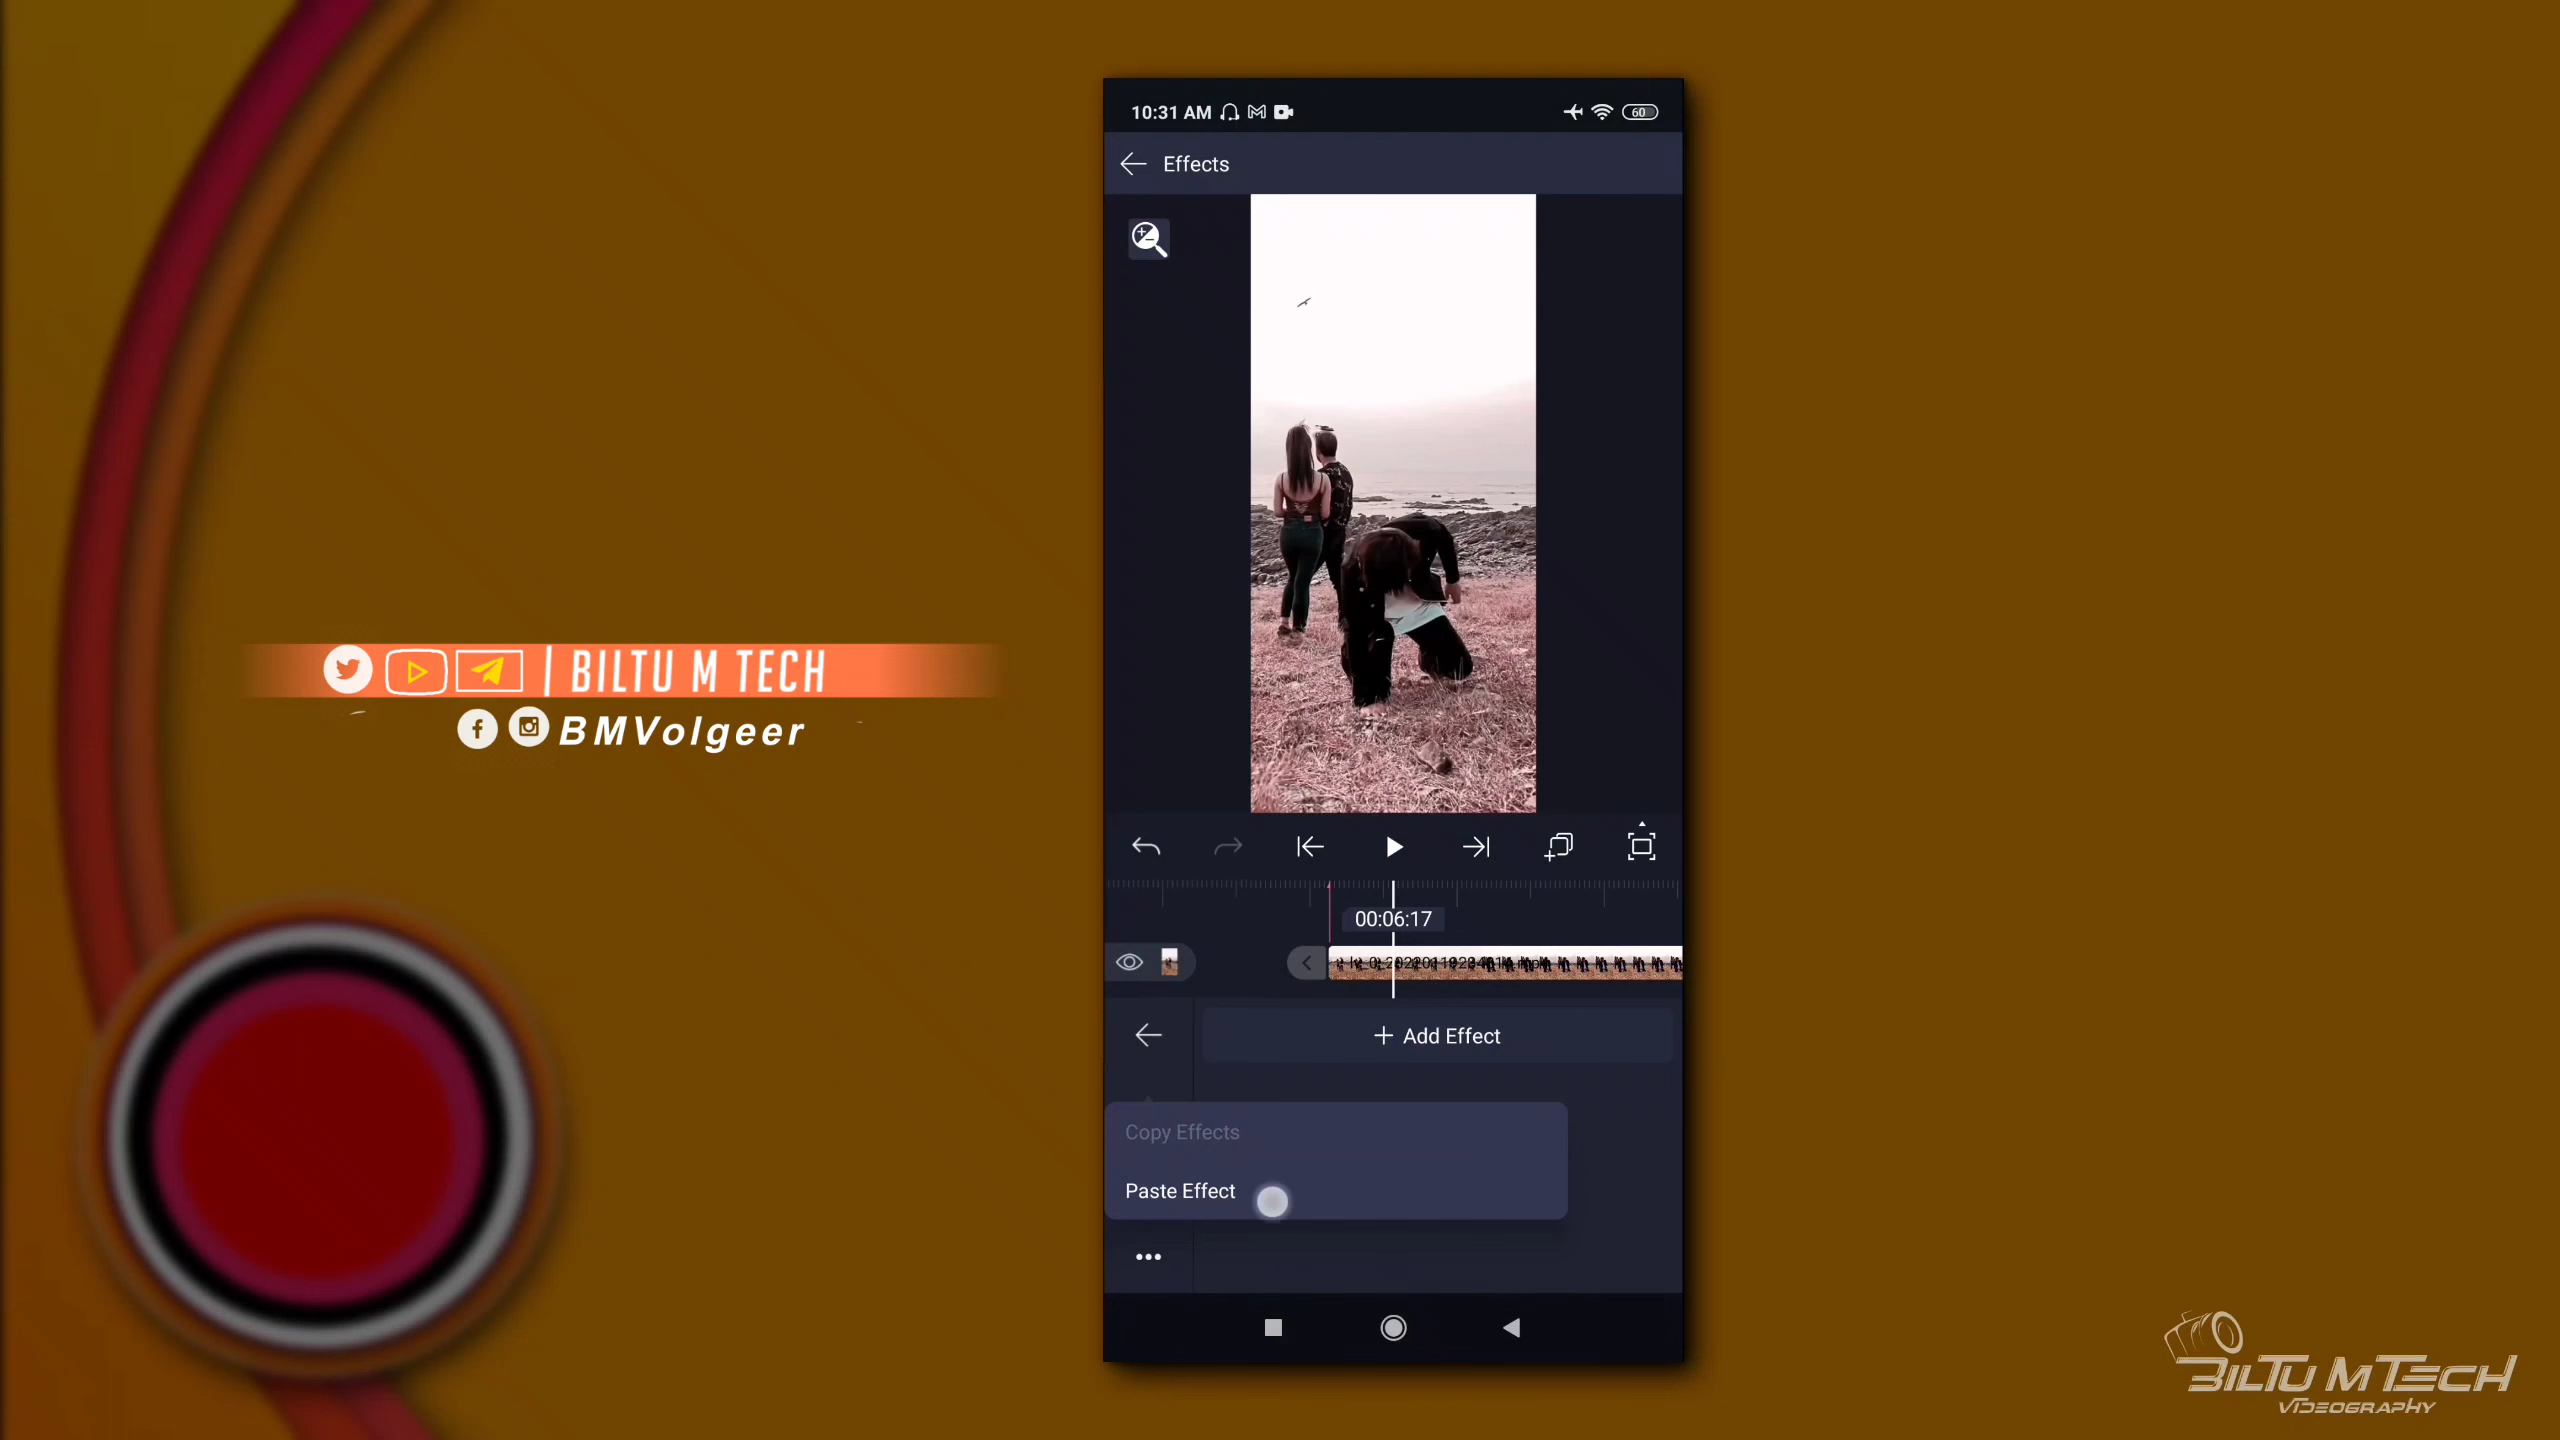 10:31 AM
60
Effects
| BILTU M TECH
BMVolgeer
00:06:17
+ Add Effect
Copy Effects
Paste Effect
BILTU M TECH
VIDEOGRAPHY